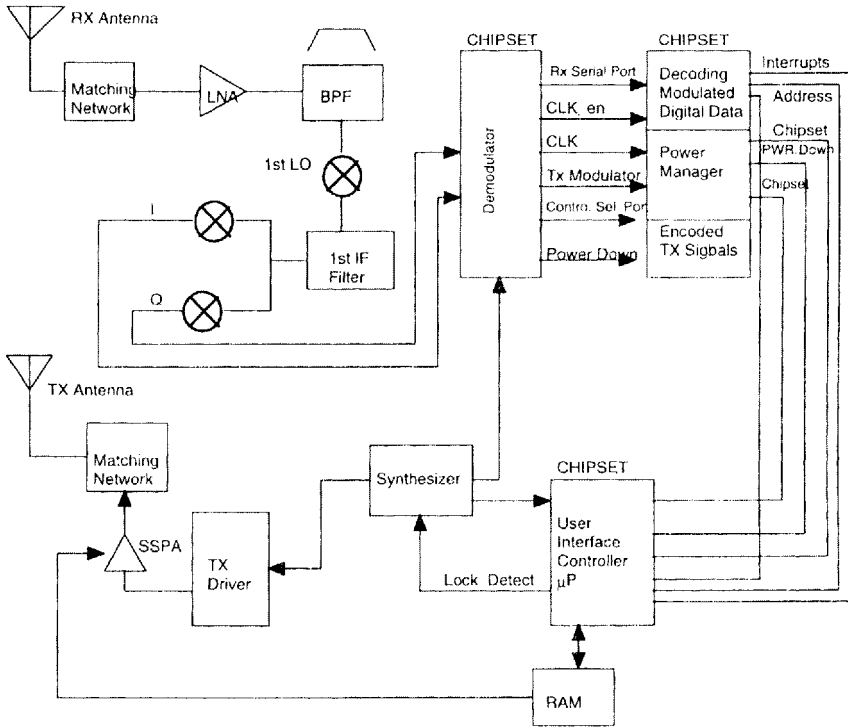 RX Antenna
Matching
Network
LNA
BPF
1st LO
I
Q
1st IF
Filter
CHIPSET
Demodulator
Rx Serial Port
CLK, en
CLK
Tx Modulator
Contro. Sel. Port
Power Down
CHIPSET
Decoding
Modulated
Digital Data
Power
Manager
Encoded
TX Sigbals
Interrupts
Address
Chipset
PWR.Down
Chipset
TX Antenna
Matching
Network
SSPA
TX
Driver
Synthesizer
Lock Detect
CHIPSET
User
Interface
Controller
µP
RAM